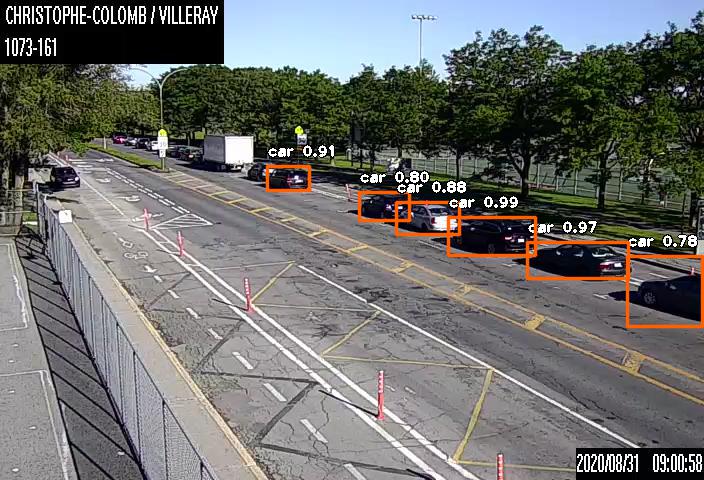 CHRISTOPHE-COLOMB / VILLERAY
1073-161
car 0.91
car 0.80
car 0.88
car 0.99
car 0.97
car 0.78
2020/08/31 09:00:58